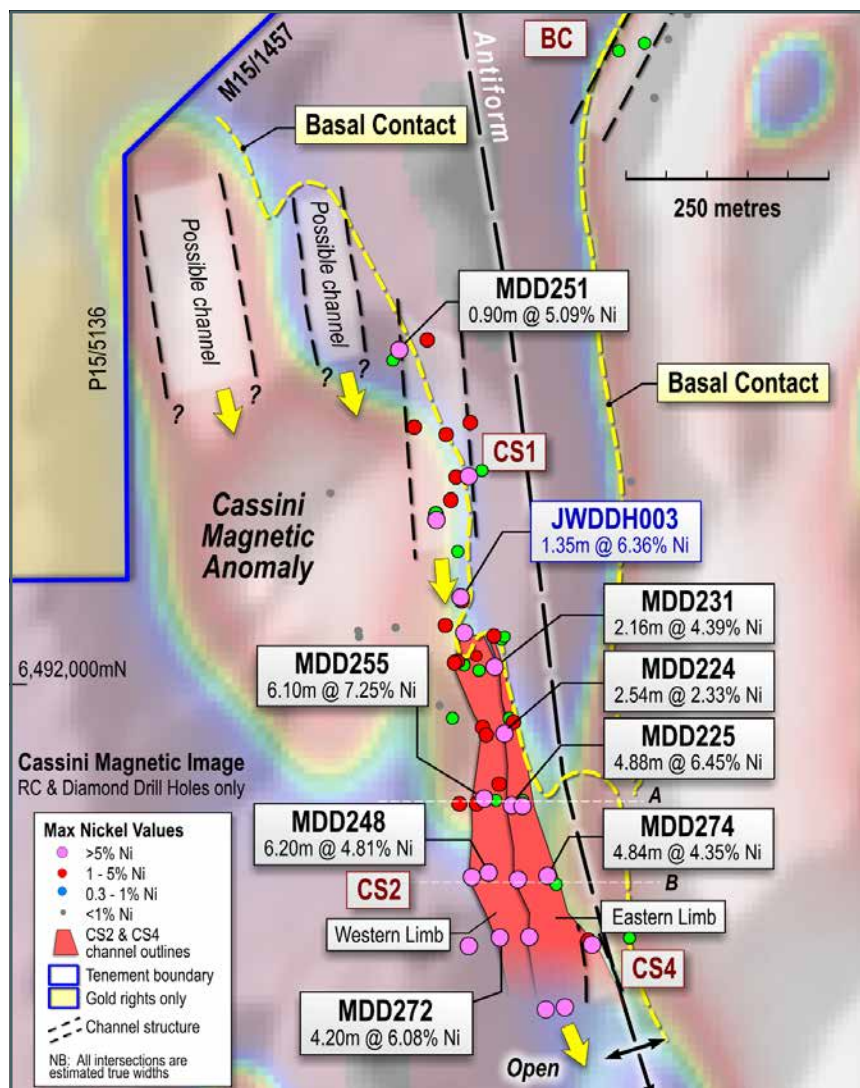 BC
M15/1457
Antiform
Basal Contact
250 metres
Possible channel
Possible channel
P15/5136
MDD251
0.90m @ 5.09% Ni
?
?
?
?
Basal Contact
CS1
Cassini
Magnetic
Anomaly
JWDDH003
1.35m @ 6.36% Ni
MDD231
2.16m @ 4.39% Ni
6,492,000mN
MDD255
6.10m @ 7.25% Ni
MDD224
2.54m @ 2.33% Ni
MDD225
4.88m @ 6.45% Ni
Cassini Magnetic Image
RC & Diamond Drill Holes only
A
MDD248
6.20m @ 4.81% Ni
MDD274
4.84m @ 4.35% Ni
CS2
B
Western Limb
Eastern Limb
CS4
MDD272
4.20m @ 6.08% Ni
Open
Max Nickel Values
>5% Ni
1 - 5% Ni
0.3 - 1% Ni
<1% Ni
CS2 & CS4
channel outlines
Tenement boundary
Gold rights only
Channel structure
NB: All intersections are
estimated true widths